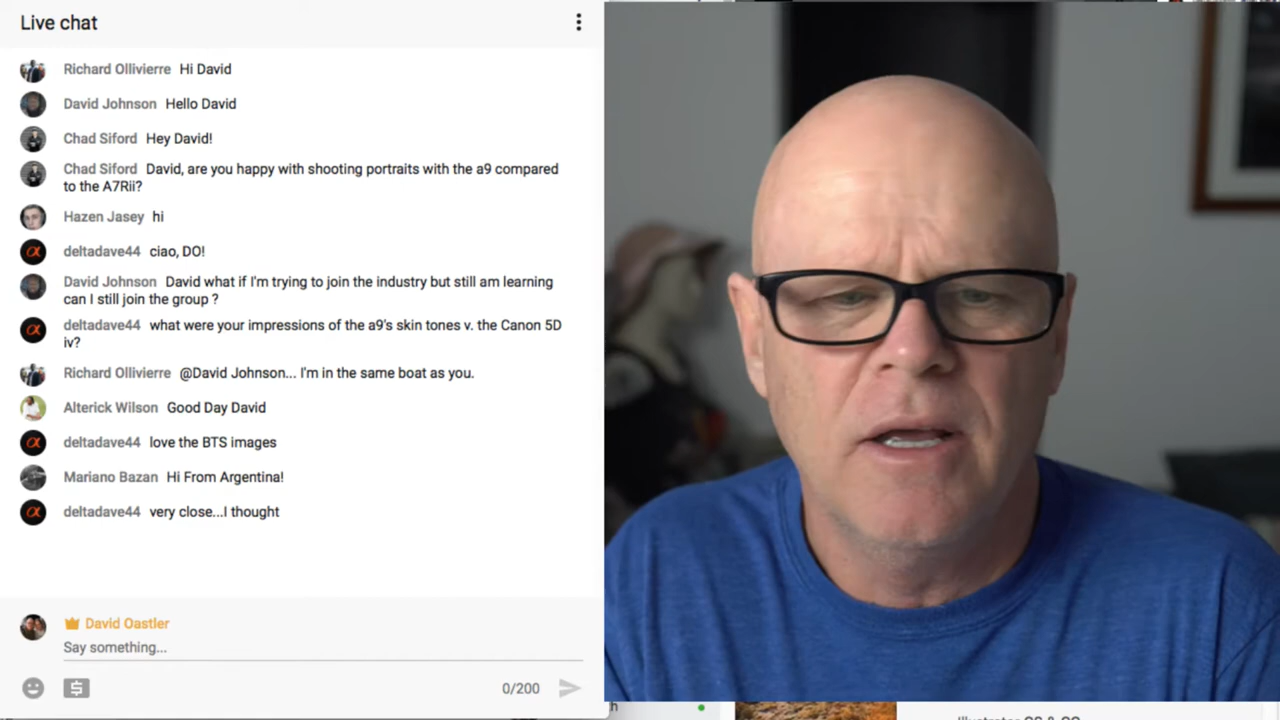 Live chat
Richard Ollivierre Hi David
David Johnson Hello David
Chad Siford Hey David!
Chad Siford David, are you happy with shooting portraits with the a9 compared
to the A7Rii?
Hazen Jasey hi
deltadave44 ciao, DO!
David Johnson David what if I'm trying to join the industry but still am learning
can I still join the group ?
deltadave44 what were your impressions of the a9's skin tones v. the Canon 5D
iv?
Richard Ollivierre @David Johnson... I'm in the same boat as you.
Alterick Wilson Good Day David
deltadave44 love the BTS images
Mariano Bazan Hi From Argentina!
deltadave44 very close...I thought
David Oastler
Say something...
0/200